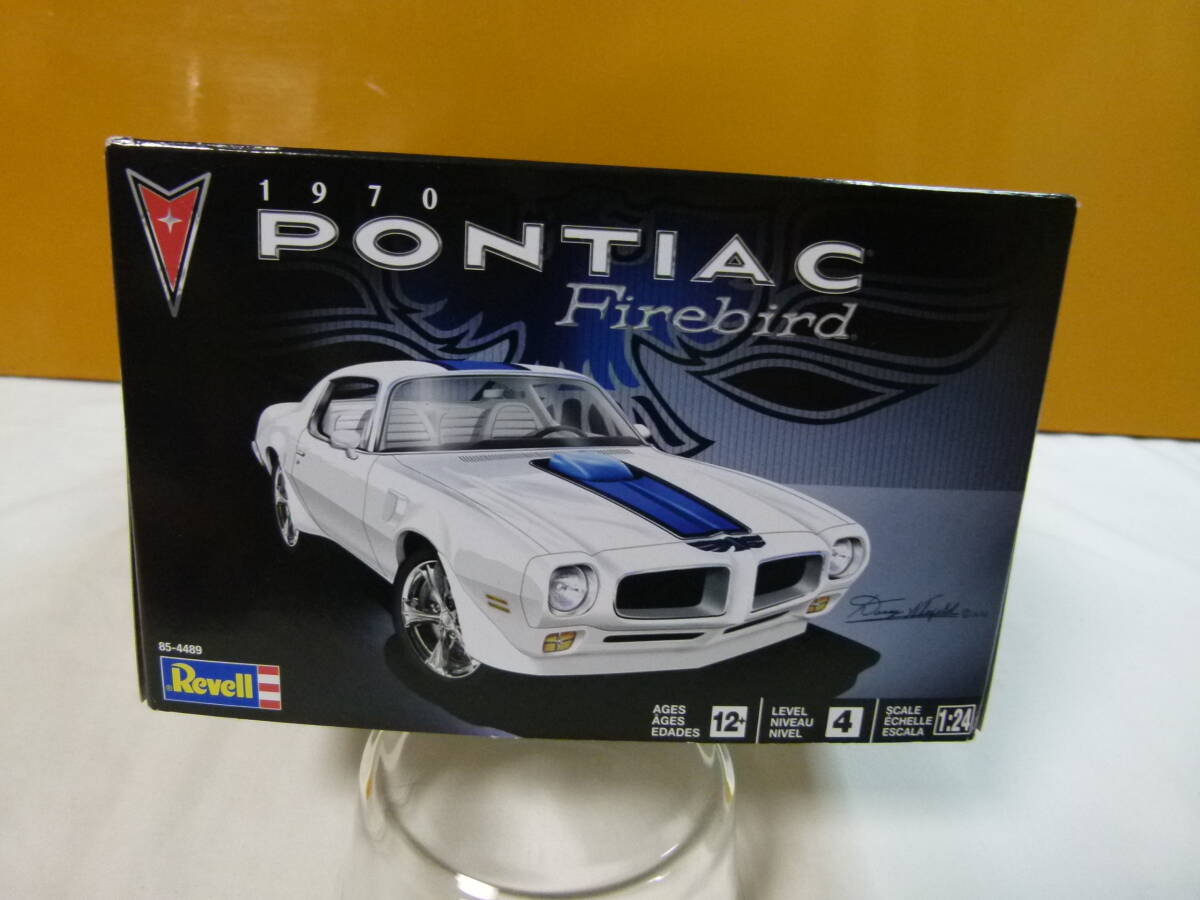 1970
PONTIAC®
Firebird®
85-4489
®Revell
AGES
ÂGES
EDADES
12+
LEVEL
NIVEAU
NIVEL
4
SCALE
ÉCHELLE
ESCALA
1:24